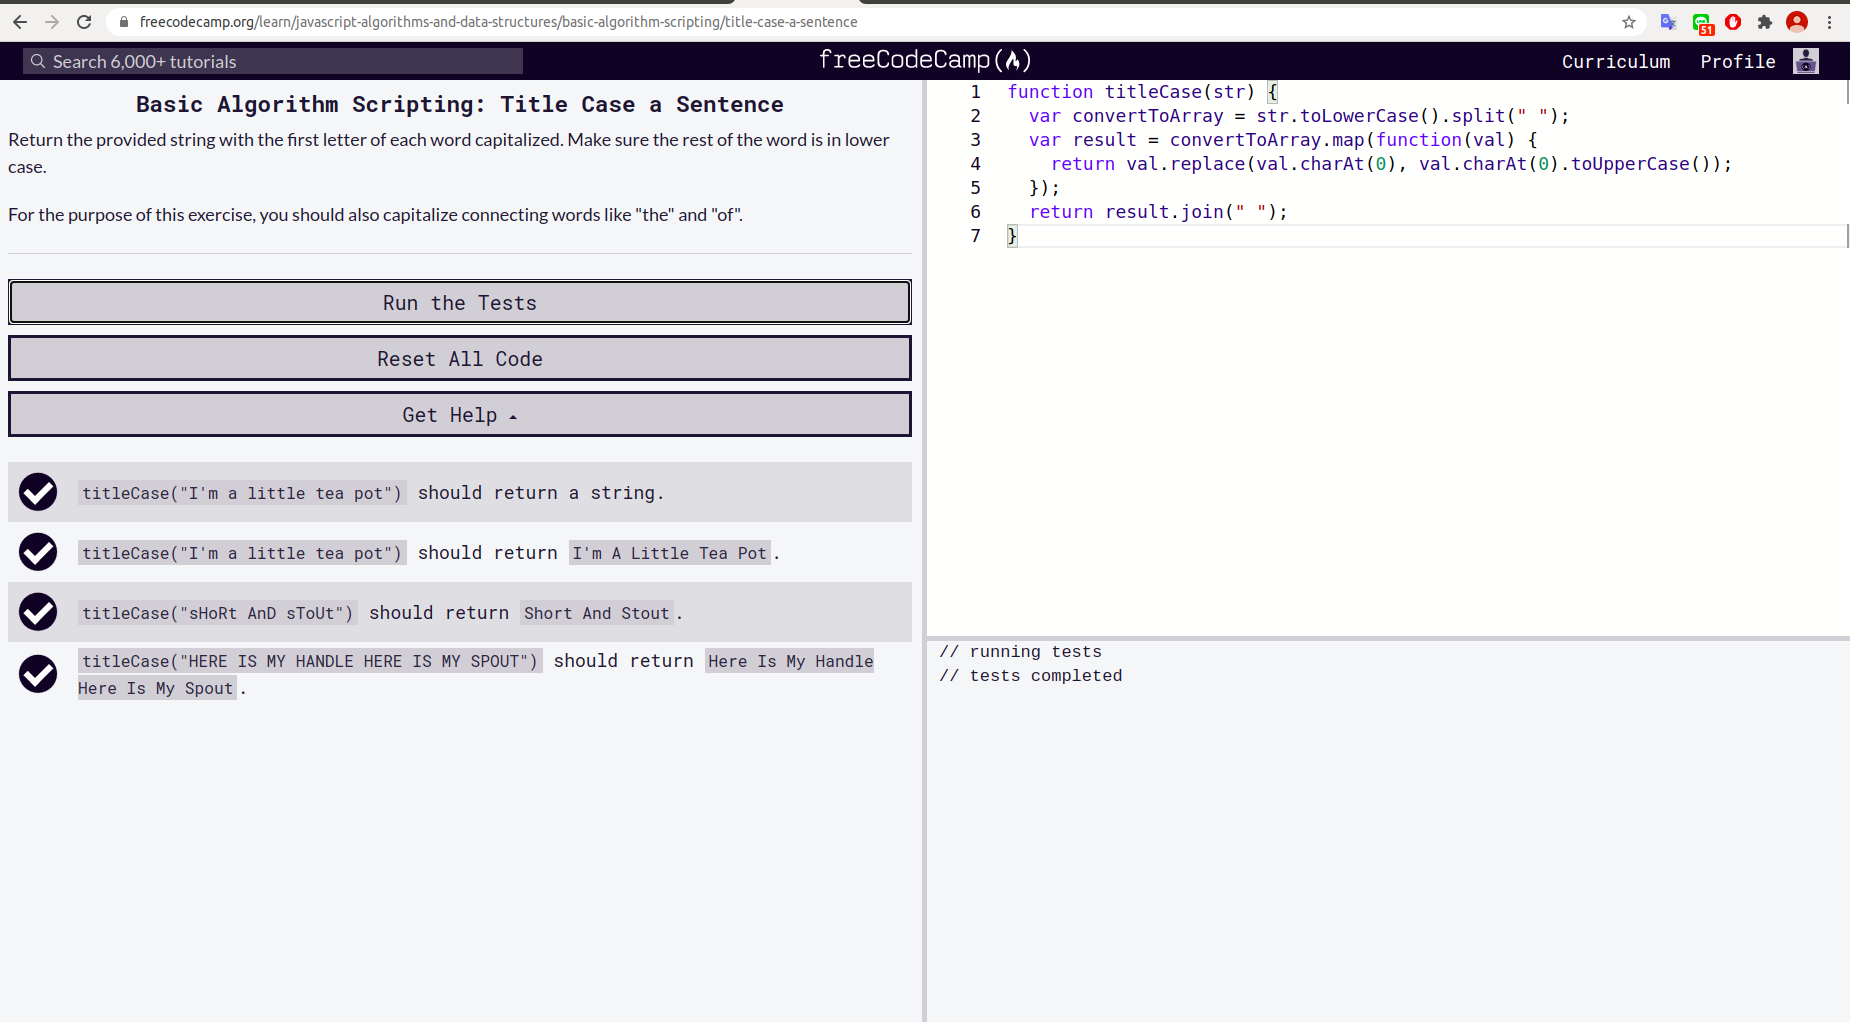 freecodecamp.org/learn/javascript-algorithms-and-data-structures/basic-algorithm-scripting/title-case-a-sentence
51
Search 6,000+ tutorials
freeCodeCamp
Curriculum
Profile
Basic Algorithm Scripting: Title Case a Sentence
Return the provided string with the first letter of each word capitalized. Make sure the rest of the word is in lower
case.
For the purpose of this exercise, you should also capitalize connecting words like "the" and "of".
Run the Tests
Reset All Code
Get Help
titleCase("I'm a little tea pot") should return a string.
titleCase("I'm a little tea pot") should return I'm A Little Tea Pot.
titleCase("sHoRt AnD sToUt") should return Short And Stout.
titleCase("HERE IS MY HANDLE HERE IS MY SPOUT") should return Here Is My Handle
Here Is My Spout.
1 function titleCase(str) {
2   var convertToArray = str.toLowerCase().split(" ");
3   var result = convertToArray.map(function(val) {
4     return val.replace(val.charAt(0), val.charAt(0).toUpperCase());
5   });
6   return result.join(" ");
7 }
// running tests
// tests completed